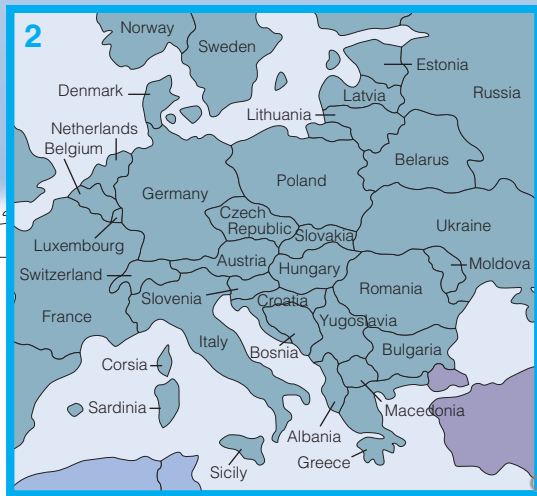 2
Norway
Sweden
Denmark
Estonia
Latvia
Russia
Lithuania
Netherlands
Belgium
Belarus
Germany
Poland
Czech
Republic
Ukraine
Luxembourg
Slovakia
Austria
Moldova
Switzerland
Hungary
Romania
Slovenia
Croatia
France
Yugoslavia
Italy
Bosnia
Bulgaria
Corsia
Sardinia
Macedonia
Albania
Greece
Sicily